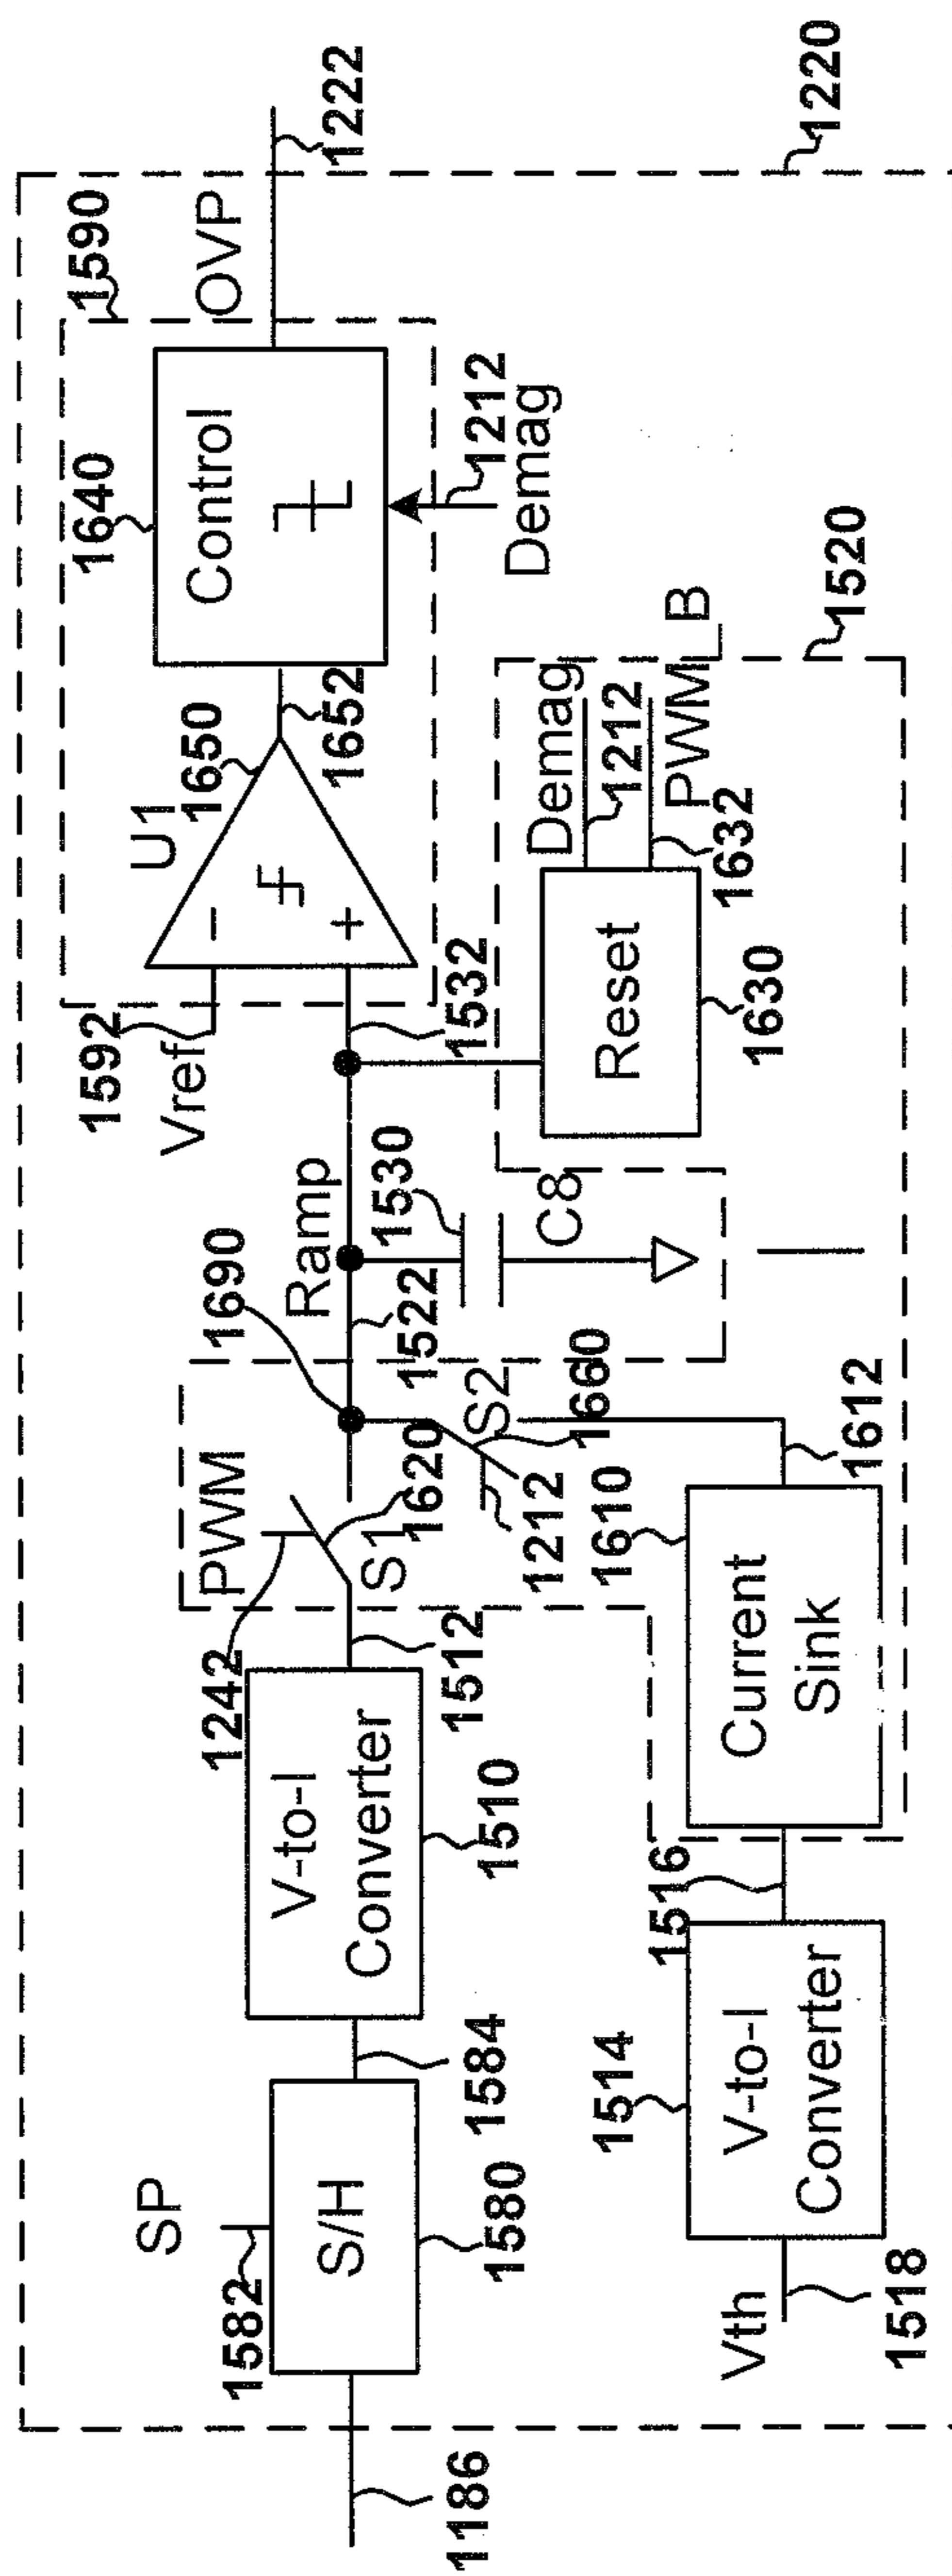 1220
1590
OVP
1222
1640
Control
1212
Demag
U1
1650
1652
−
+
1592
Vref
1532
Demag
1212
PWM_B
1632
Reset
1630
1520
1690
Ramp
1530
1522
C8
PWM
1242
1620
S1
S2
1660
1212
1512
V-to-I
Converter
1510
1610
Current
Sink
1612
SP
1582
S/H
1580
1584
1186
1516
1514
V-to-I
Converter
Vth
1518